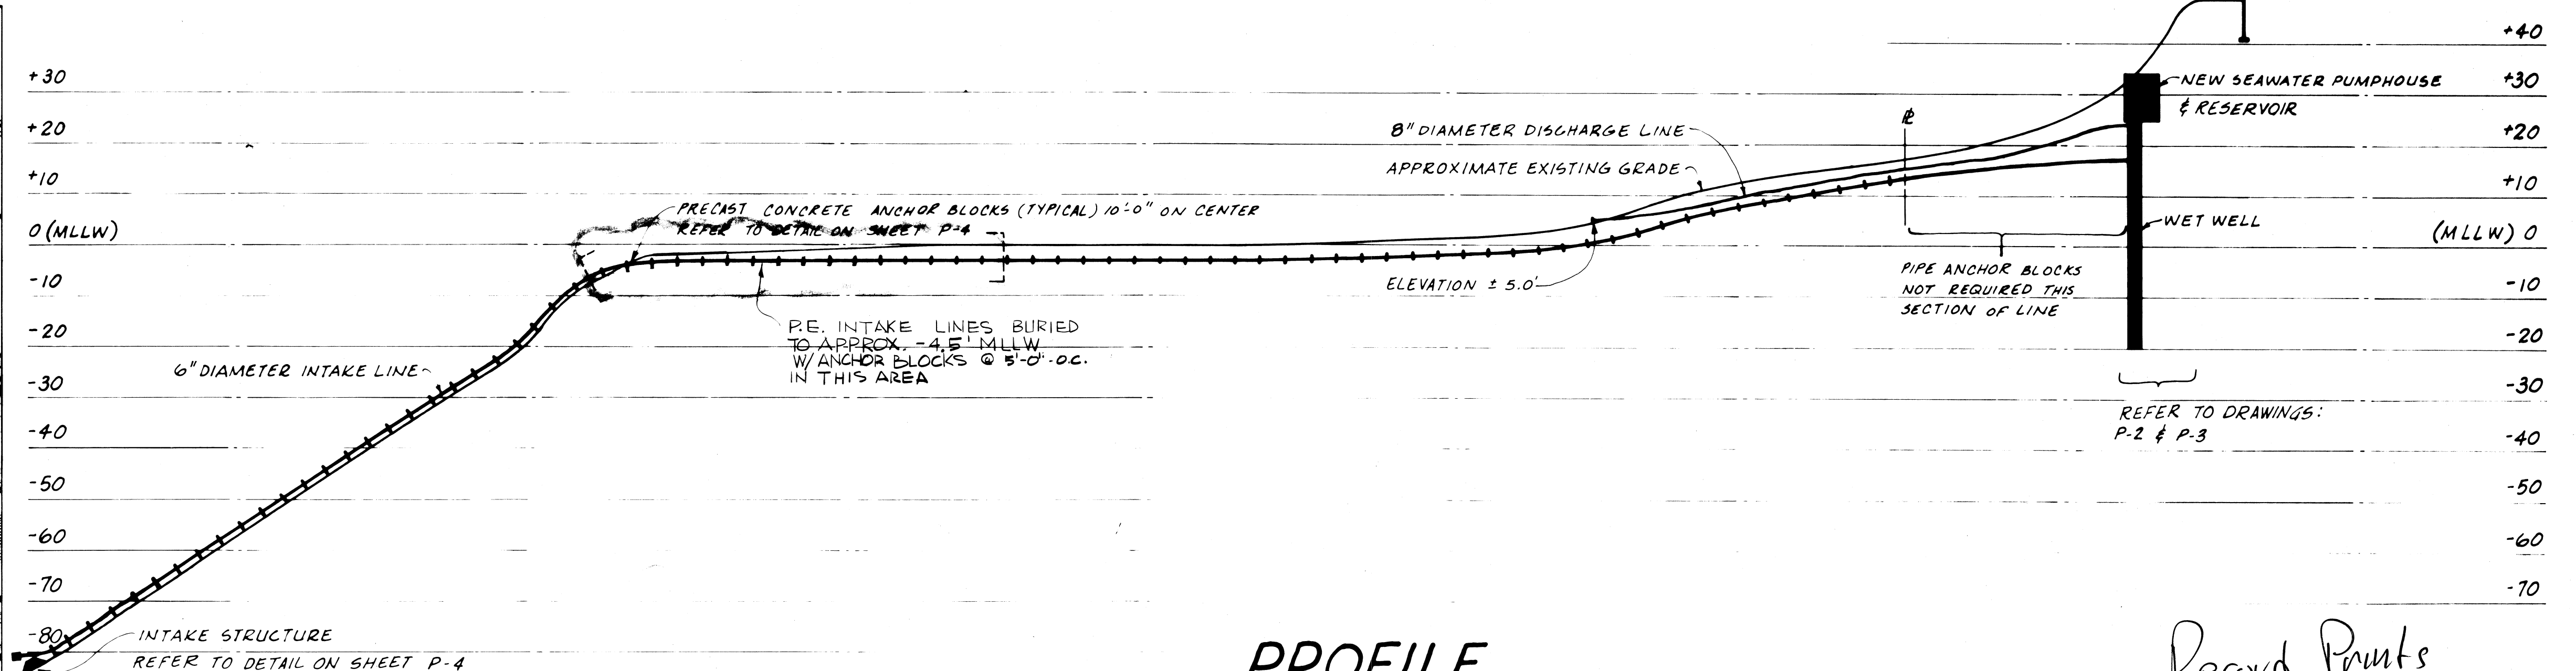 +40
+30
NEW SEAWATER PUMPHOUSE
+30
& RESERVOIR
+20
8" DIAMETER DISCHARGE LINE
℄
+20
APPROXIMATE EXISTING GRADE
+10
+10
PRECAST CONCRETE ANCHOR BLOCKS (TYPICAL) 10'-0" ON CENTER
REFER TO DETAIL ON SHEET P-4
0 (MLLW)
WET WELL
(MLLW) 0
-10
ELEVATION ± 5.0'
PIPE ANCHOR BLOCKS
NOT REQUIRED THIS
SECTION OF LINE
-10
P.E. INTAKE LINES BURIED
TO APPROX. -4.5' MLLW
W/ANCHOR BLOCKS @ 5'-0" O.C.
IN THIS AREA
-20
-20
6" DIAMETER INTAKE LINE
-30
-30
REFER TO DRAWINGS:
P-2 & P-3
-40
-40
-50
-50
-60
-60
-70
-70
-80
INTAKE STRUCTURE
REFER TO DETAIL ON SHEET P-4
PROFILE
Record Prints